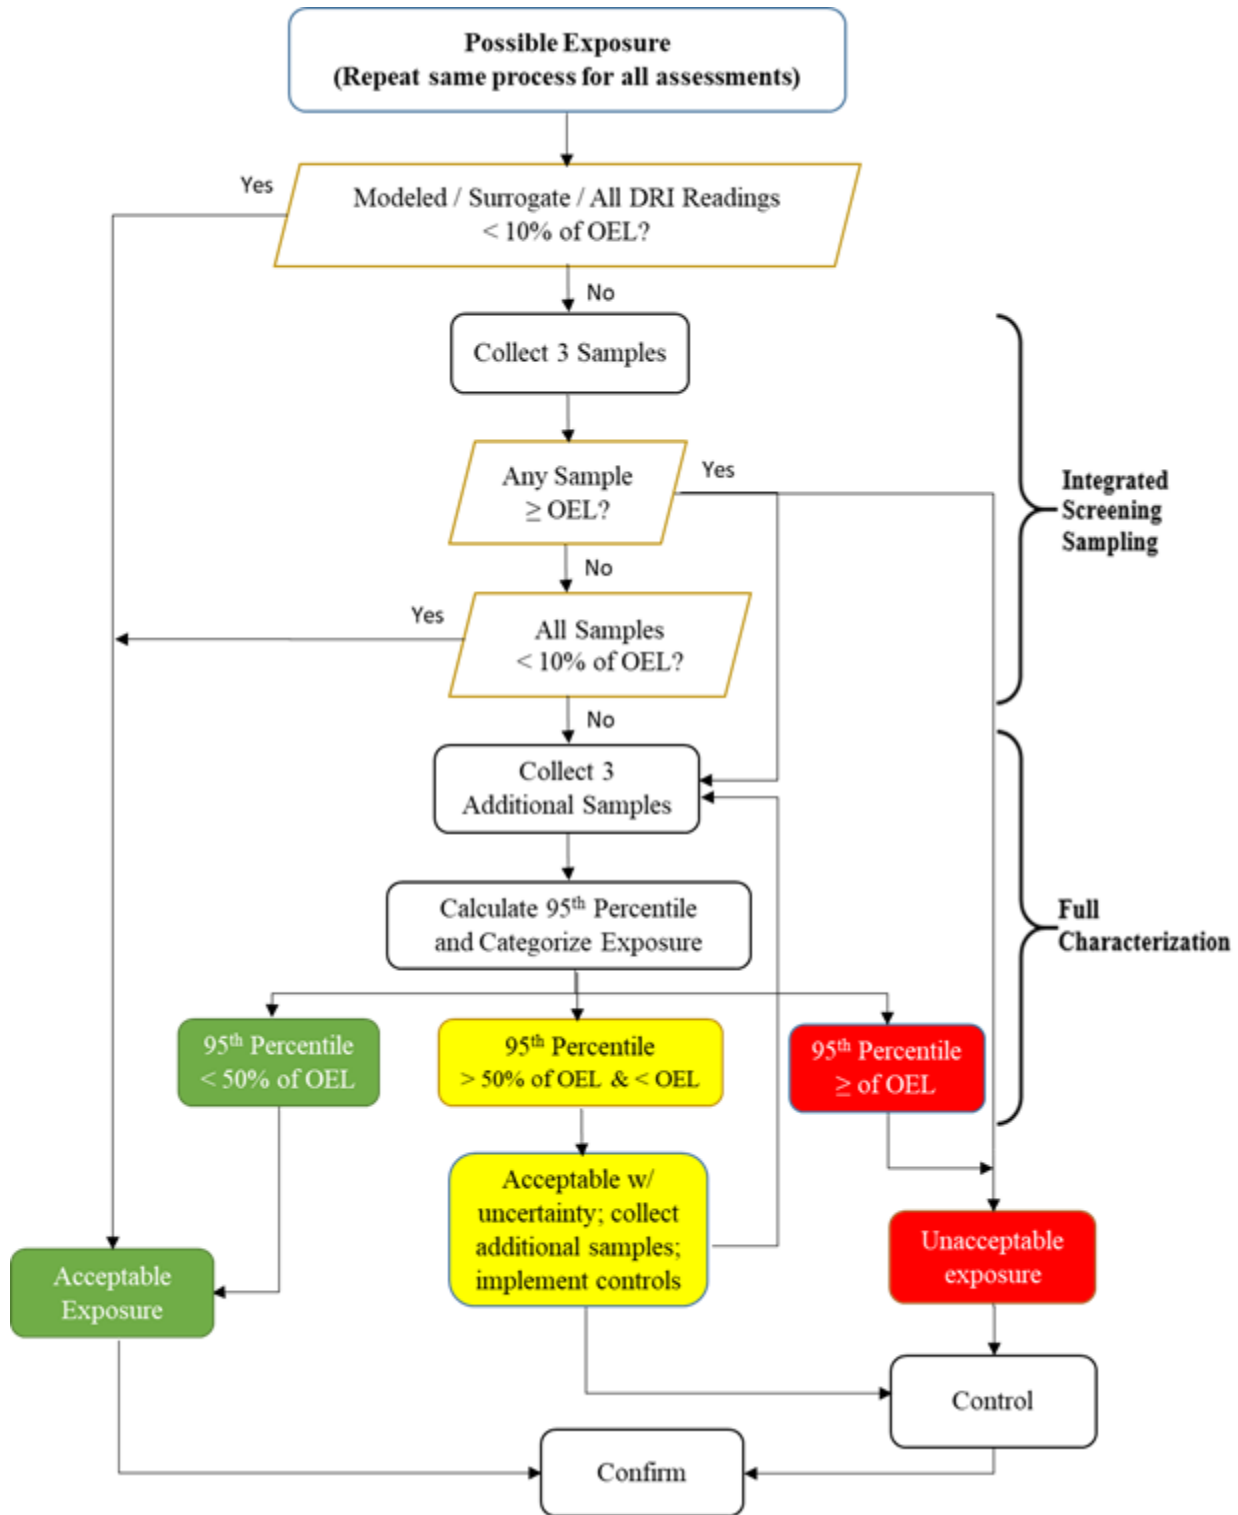 Possible Exposure
(Repeat same process for all assessments)
Yes
Modeled / Surrogate / All DRI Readings
< 10% of OEL?
No
Collect 3 Samples
Any Sample
≥ OEL?
Yes
Integrated
Screening
Sampling
No
Yes
All Samples
< 10% of OEL?
No
Collect 3
Additional Samples
Calculate 95th Percentile
and Categorize Exposure
Full
Characterization
95th Percentile
< 50% of OEL
95th Percentile
> 50% of OEL & < OEL
95th Percentile
≥ of OEL
Acceptable w/
uncertainty; collect
additional samples;
implement controls
Unacceptable
exposure
Acceptable
Exposure
Control
Confirm